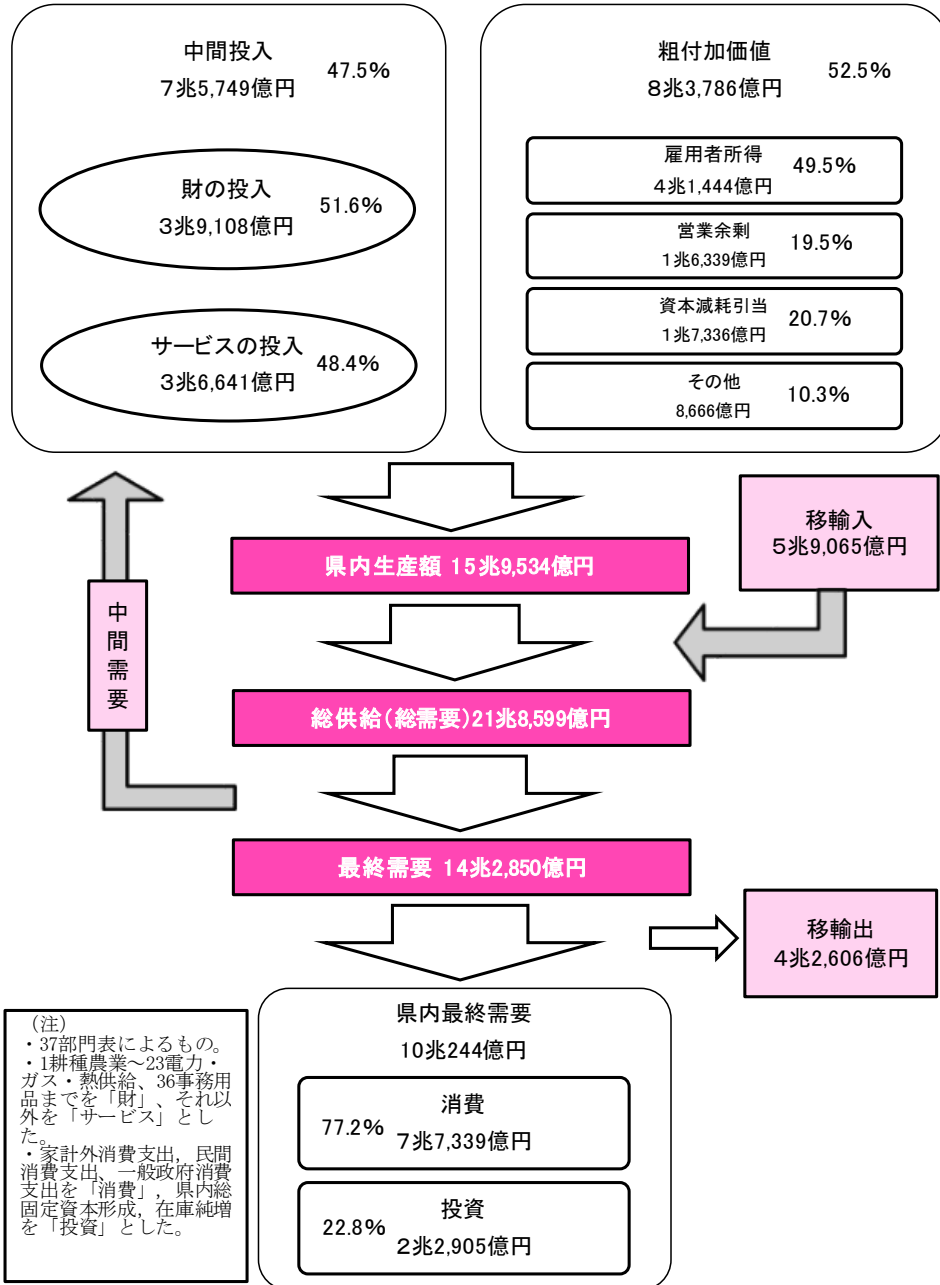 中間投入
7兆5,749億円
47.5%
財の投入
3兆9,108億円
51.6%
サービスの投入
3兆6,641億円
48.4%
粗付加価値
8兆3,786億円
52.5%
雇用者所得
4兆1,444億円
49.5%
営業余剰
1兆6,339億円
19.5%
資本減耗引当
1兆7,336億円
20.7%
その他
8,666億円
10.3%
移輸入
5兆9,065億円
県内生産額 15兆9,534億円
中
間
需
要
総供給(総需要)21兆8,599億円
最終需要 14兆2,850億円
移輸出
4兆2,606億円
県内最終需要
10兆244億円
消費
77.2%
7兆7,339億円
投資
22.8%
2兆2,905億円
(注)
・37部門表によるもの。
・1耕種農業~23電力・
ガス・熱供給、36事務用
品までを「財」、それ以
外を「サービス」とし
た。
・家計外消費支出,民間
消費支出、一般政府消費
支出を「消費」,県内総
固定資本形成,在庫純増
を「投資」とした。